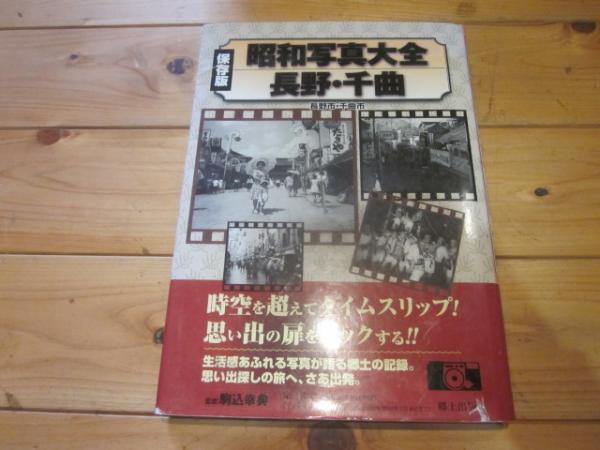 保存版
昭和写真大全
長野・千曲
長野市・千曲市
時空を超えてタイムスリップ!
思い出の扉をノックする!!
生活感あふれる写真が語る郷土の記録。
思い出探しの旅へ、さあ出発。
監修 駒込幸典
郷土出版